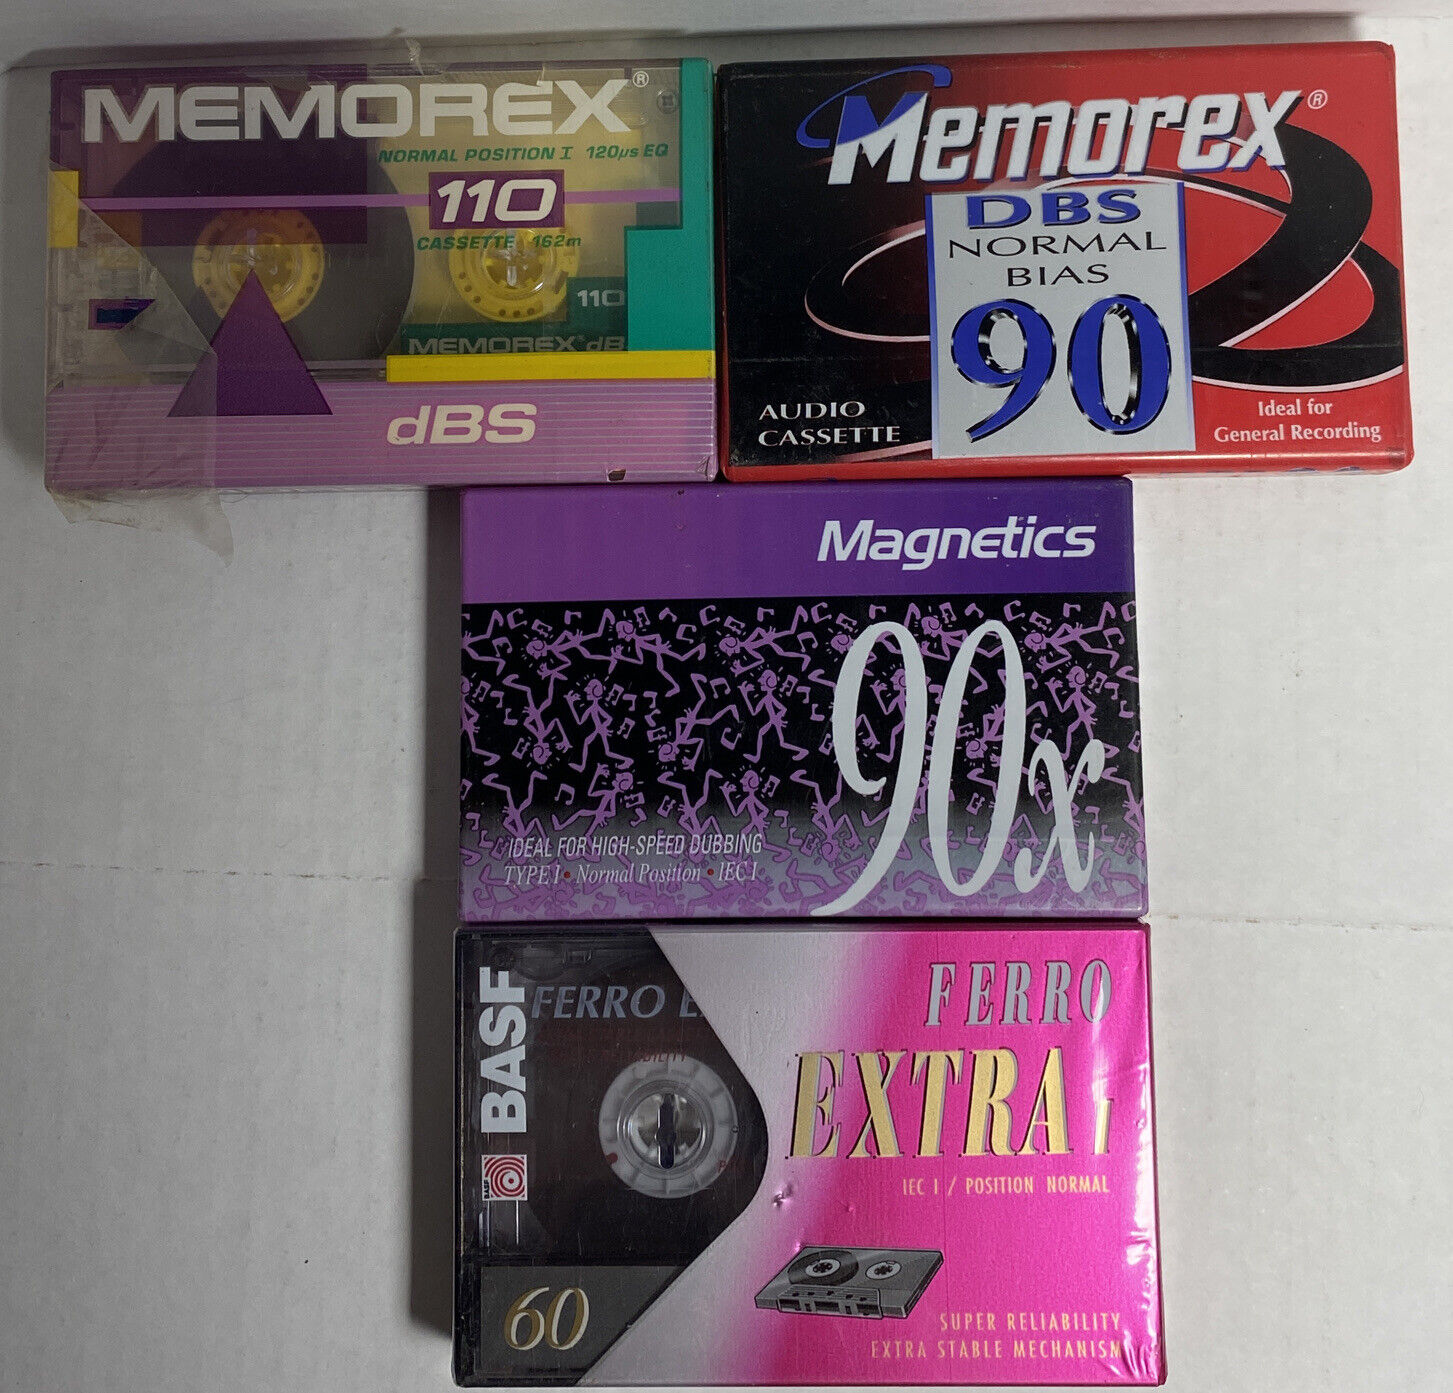 MEMOREX®
NORMAL POSITION I 120µs EQ
110
CASSETTE 162m
110
MEMOREX® dB
dBS
Memorex®
DBS
NORMAL
BIAS
90
AUDIO
CASSETTE
Ideal for
General Recording
Magnetics
90x
IDEAL FOR HIGH-SPEED DUBBING
TYPE I • Normal Position • IEC I
BASF
FERRO E
BASF
60
FERRO
EXTRA I
IEC I / POSITION NORMAL
SUPER RELIABILITY
EXTRA STABLE MECHANISM